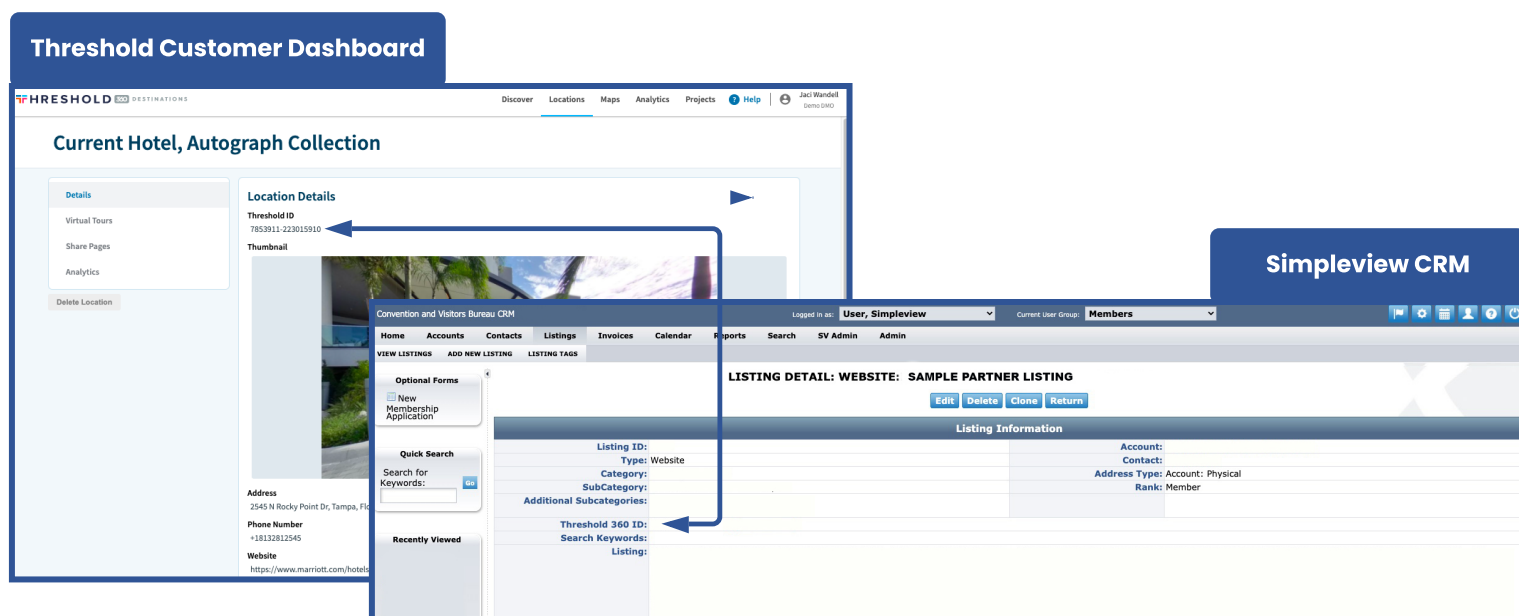 Threshold Customer Dashboard
THRESHOLD 360 DESTINATIONS
Discover Locations Maps Analytics Projects ? Help Jaci Wandell
Demo DMO
Current Hotel, Autograph Collection
Details
Virtual Tours
Share Pages
Analytics
Delete Location
Location Details
Threshold ID
7853911-223015910
Thumbnail
Address
2545 N Rocky Point Dr, Tampa, Flo
Phone Number
+18132812545
Website
https://www.marriott.com/hotels
Simpleview CRM
Convention and Visitors Bureau CRM Logged in as: User, Simpleview Current User Group: Members
Home Accounts Contacts Listings Invoices Calendar Reports Search SV Admin Admin
VIEW LISTINGS ADD NEW LISTING LISTING TAGS
Optional Forms
New
Membership
Application
Quick Search
Search for
Keywords:
Go
Recently Viewed
LISTING DETAIL: WEBSITE: SAMPLE PARTNER LISTING
Edit Delete Clone Return
Listing Information
Listing ID:
Type: Website
Category:
SubCategory:
Additional Subcategories:
Account:
Contact:
Address Type: Account: Physical
Rank: Member
Threshold 360 ID:
Search Keywords:
Listing: